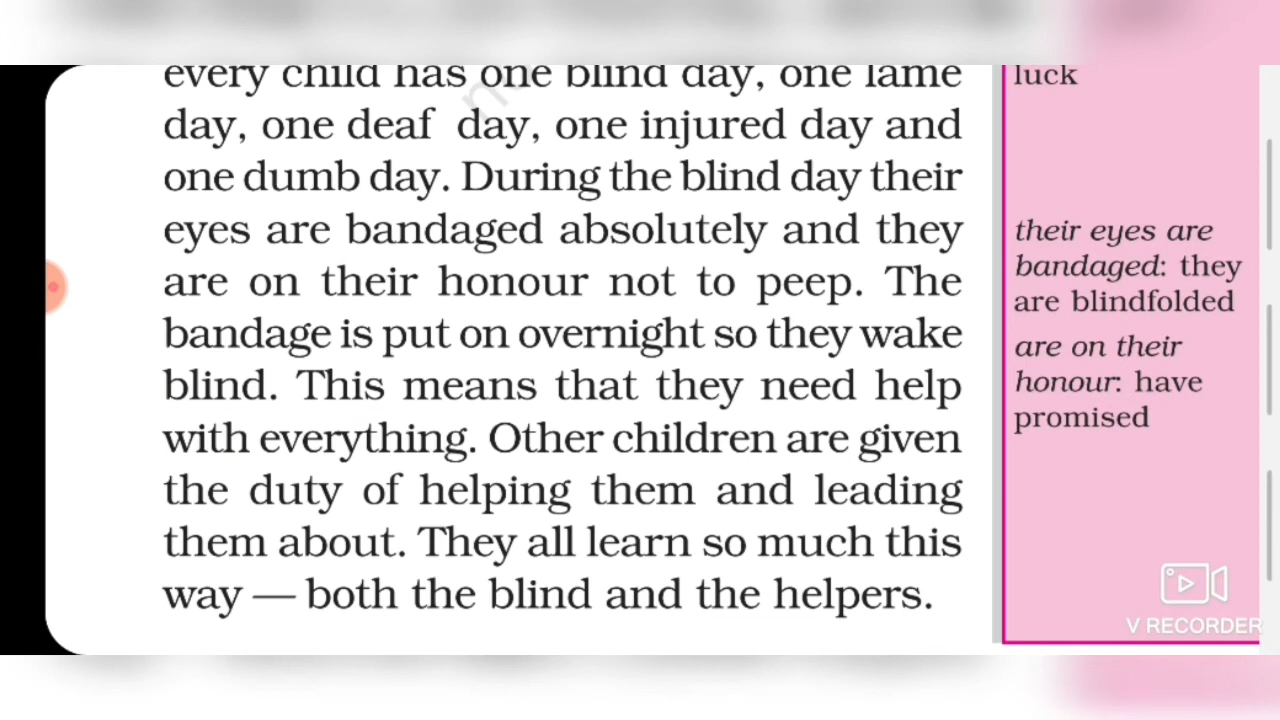 every child has one blind day, one lame
day, one deaf day, one injured day and
one dumb day. During the blind day their
eyes are bandaged absolutely and they
are on their honour not to peep. The
bandage is put on overnight so they wake
blind. This means that they need help
with everything. Other children are given
the duty of helping them and leading
them about. They all learn so much this
way — both the blind and the helpers.
luck
their eyes are
bandaged: they
are blindfolded
are on their
honour: have
promised
V RECORDER